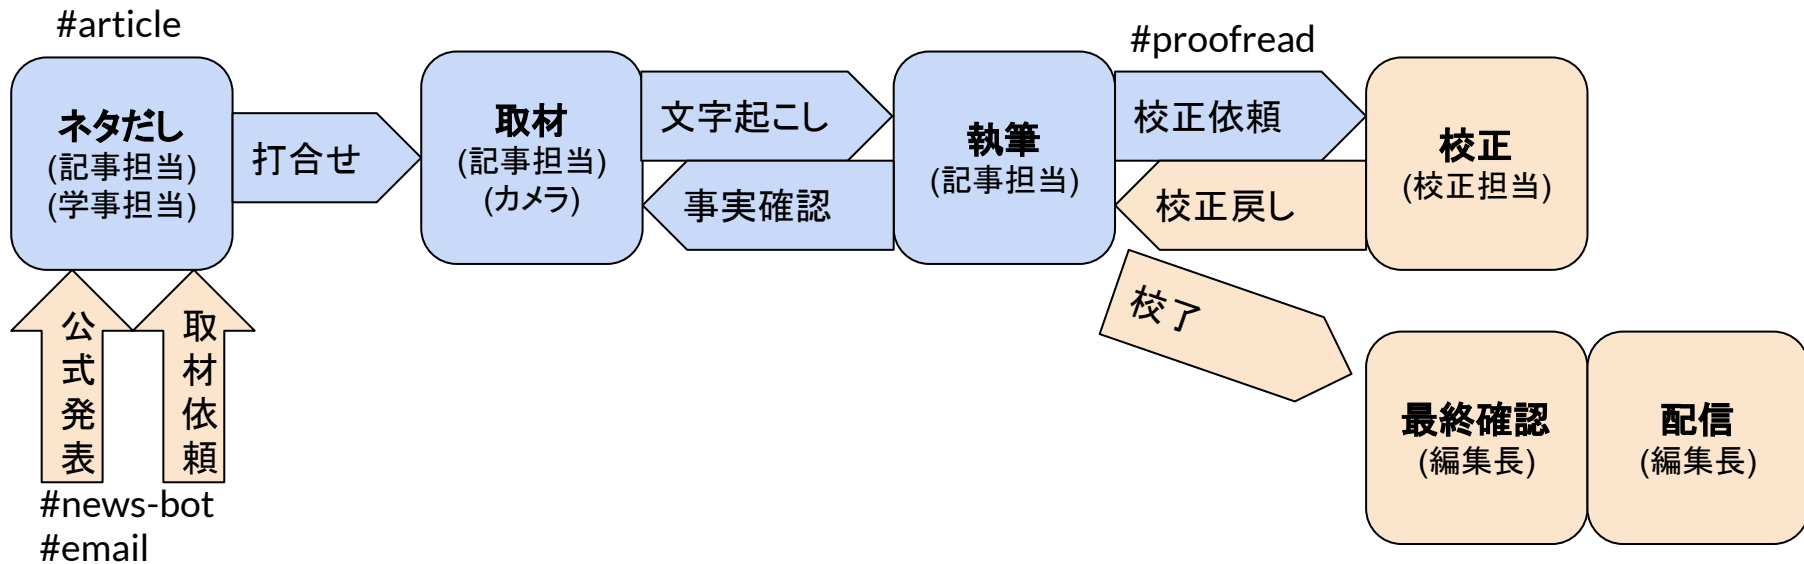 #article
ネタだし
(記事担当)
(学事担当)
打合せ
取材
(記事担当)
(カメラ)
文字起こし
事実確認
執筆
(記事担当)
#proofread
校正依頼
校正戻し
校正
(校正担当)
校了
公式発表
取材依頼
#news-bot
#email
最終確認
(編集長)
配信
(編集長)